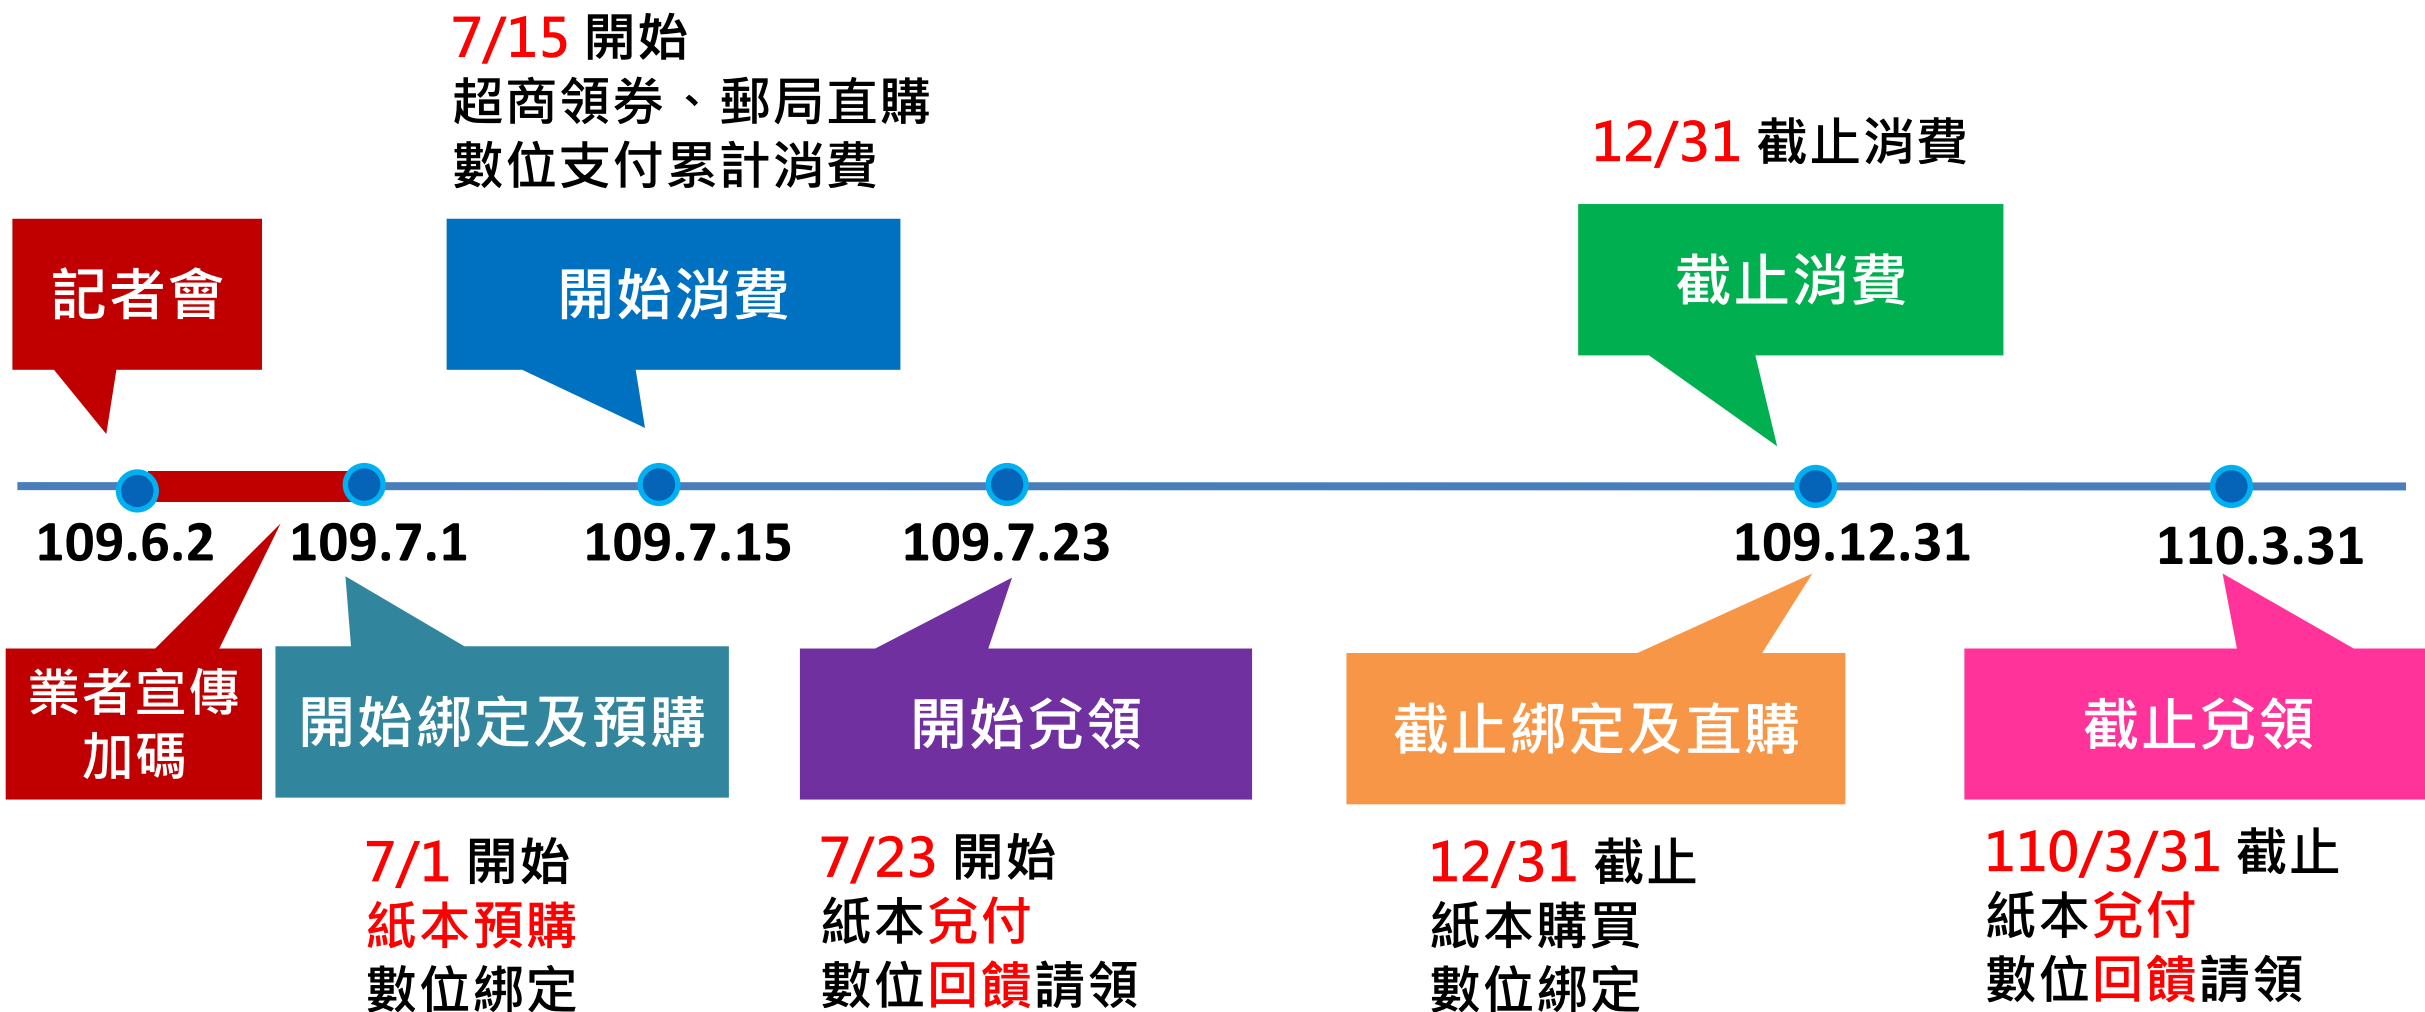 7/15 開始
超商領券、郵局直購
數位支付累計消費
12/31 截止消費
記者會
開始消費
截止消費
109.6.2
109.7.1
109.7.15
109.7.23
109.12.31
110.3.31
業者宣傳
加碼
開始綁定及預購
開始兌領
截止綁定及直購
截止兌領
7/1 開始
紙本預購
數位綁定
7/23 開始
紙本兌付
數位回饋請領
12/31 截止
紙本購買
數位綁定
110/3/31 截止
紙本兌付
數位回饋請領